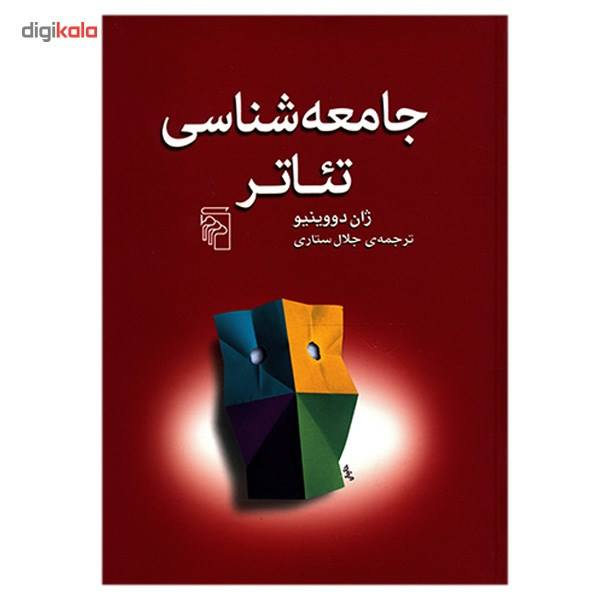 digikala
جامعه‌شناسی
تئاتر
ژان دووینیو
ترجمه‌ی جلال ستاری